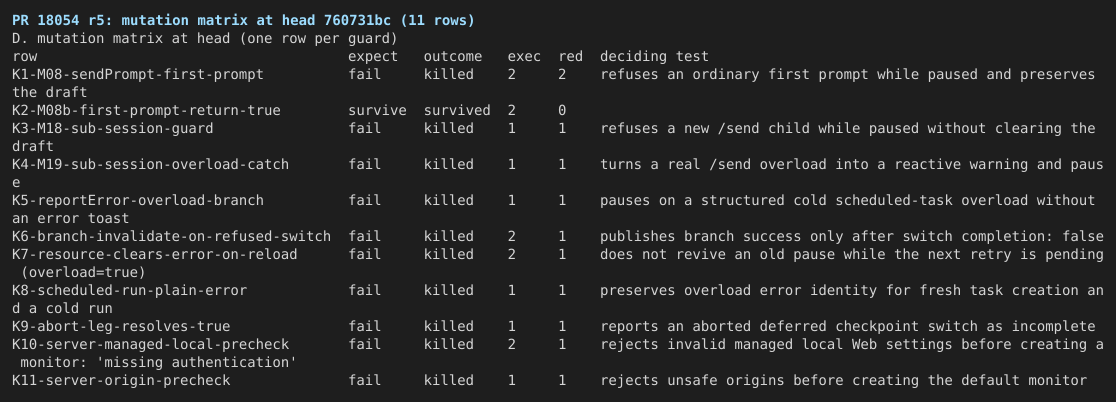 PR 18054 r5: mutation matrix at head 760731bc (11 rows)
D. mutation matrix at head (one row per guard)
row expect outcome exec red deciding test
K1-M08-sendPrompt-first-prompt fail killed 2 2 refuses an ordinary first prompt while paused and preserves
the draft
K2-M08b-first-prompt-return-true survive survived 2 0
K3-M18-sub-session-guard fail killed 1 1 refuses a new /send child while paused without clearing the
draft
K4-M19-sub-session-overload-catch fail killed 1 1 turns a real /send overload into a reactive warning and paus
e
K5-reportError-overload-branch fail killed 1 1 pauses on a structured cold scheduled-task overload without
an error toast
K6-branch-invalidate-on-refused-switch fail killed 2 1 publishes branch success only after switch completion: false
K7-resource-clears-error-on-reload fail killed 2 1 does not revive an old pause while the next retry is pending
(overload=true)
K8-scheduled-run-plain-error fail killed 1 1 preserves overload error identity for fresh task creation an
d a cold run
K9-abort-leg-resolves-true fail killed 1 1 reports an aborted deferred checkpoint switch as incomplete
K10-server-managed-local-precheck fail killed 2 1 rejects invalid managed local Web settings before creating a
monitor: 'missing authentication'
K11-server-origin-precheck fail killed 1 1 rejects unsafe origins before creating the default monitor